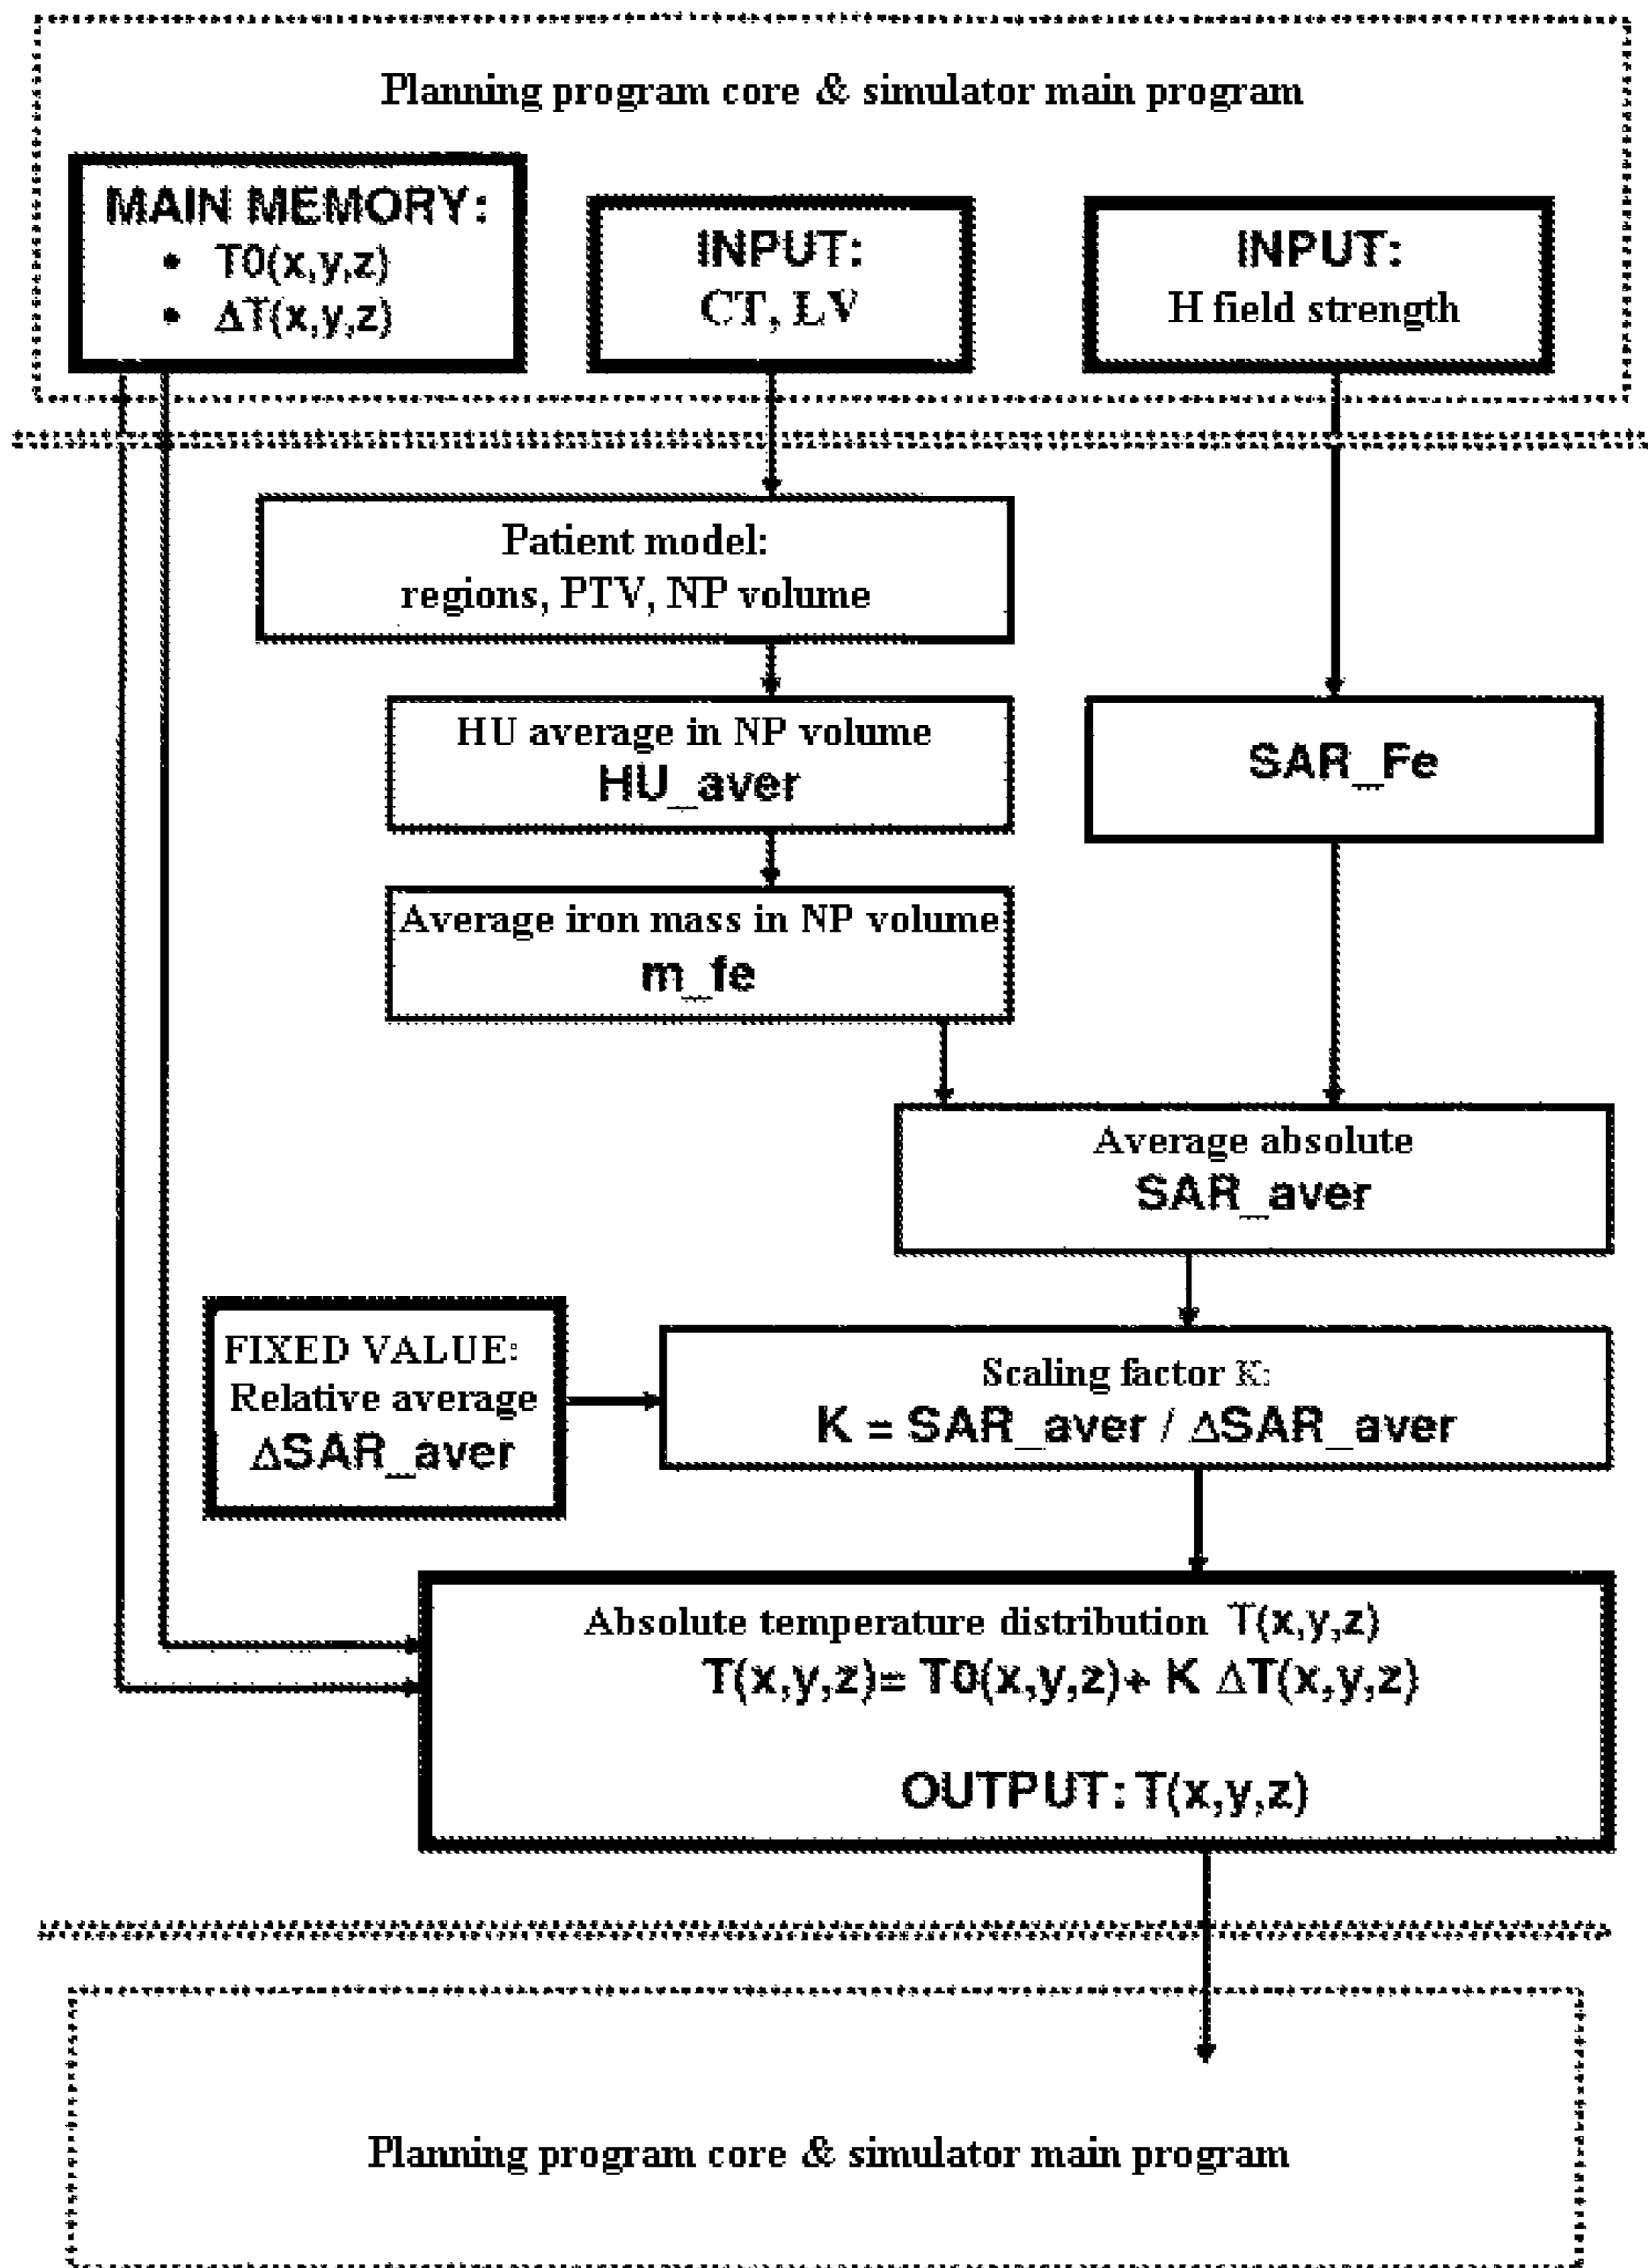 Planning program core & simulator main program
MAIN MEMORY:
• T0(x,y,z)
• ΔT(x,y,z)
INPUT:
CT, LV
INPUT:
H field strength
Patient model:
regions, PTV, NP volume
HU average in NP volume
HU_aver
SAR_Fe
Average iron mass in NP volume
m_fe
Average absolute
SAR_aver
FIXED VALUE:
Relative average
ΔSAR_aver
Scaling factor K:
K = SAR_aver / ΔSAR_aver
Absolute temperature distribution T(x,y,z)
T(x,y,z)= T0(x,y,z)+ K ΔT(x,y,z)
OUTPUT: T(x,y,z)
Planning program core & simulator main program